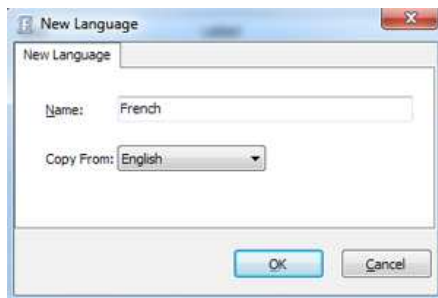 New Language
New Language
Name: French
Copy From: English
OK Cancel